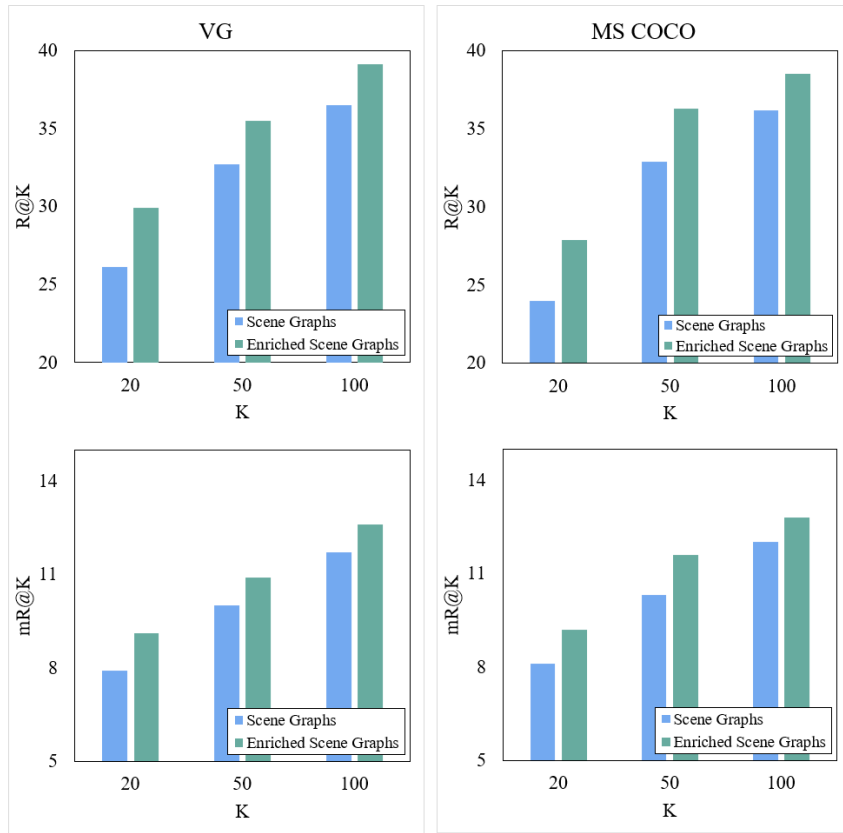 VG
40
35
30
25
20
R@K
Scene Graphs
Enriched Scene Graphs
20 50 100
K
MS COCO
40
35
30
25
20
R@K
Scene Graphs
Enriched Scene Graphs
20 50 100
K
14
11
8
5
mR@K
Scene Graphs
Enriched Scene Graphs
20 50 100
K
14
11
8
5
mR@K
Scene Graphs
Enriched Scene Graphs
20 50 100
K